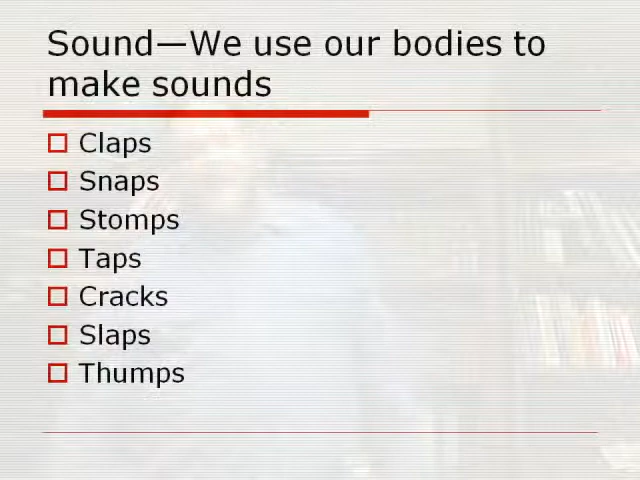 Sound—We use our bodies to
make sounds
Claps
Snaps
Stomps
Taps
Cracks
Slaps
Thumps